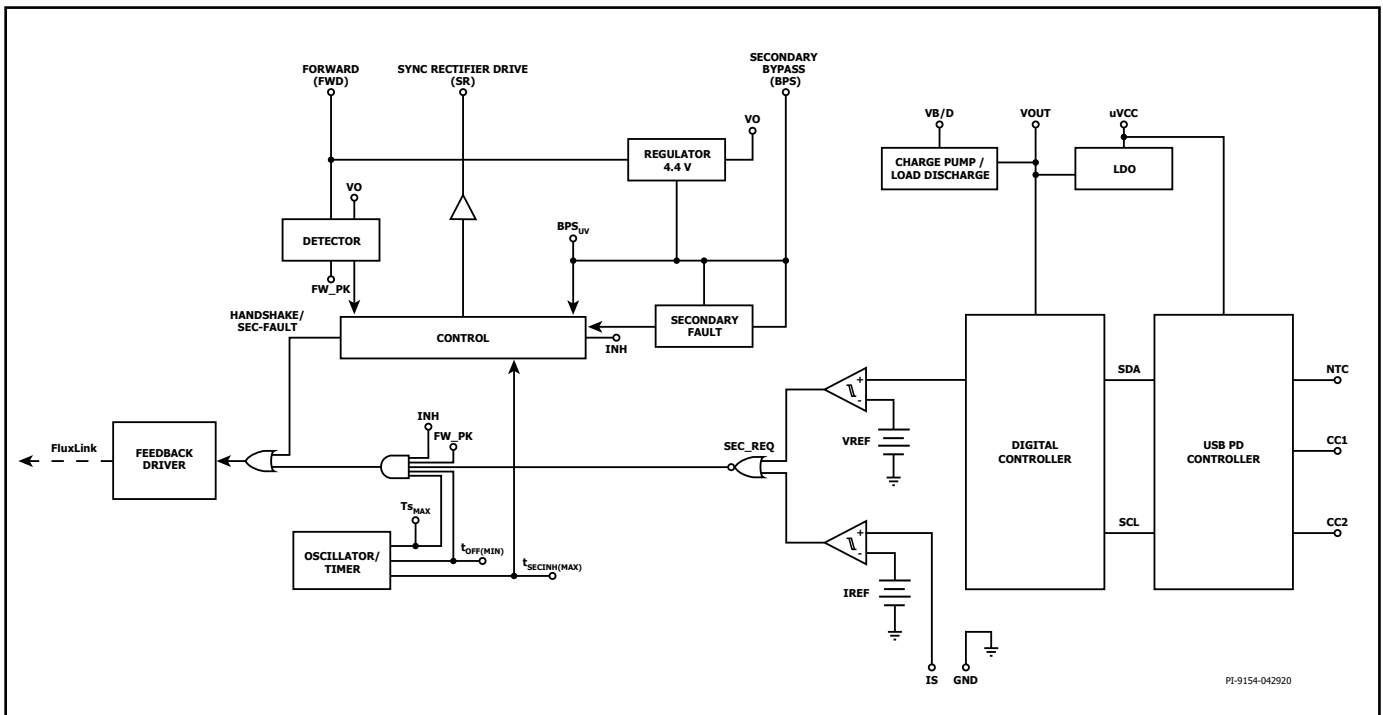 FORWARD
(FWD)
SYNC RECTIFIER DRIVE
(SR)
SECONDARY
BYPASS
(BPS)
VO
REGULATOR
4.4 V
VB/D
VOUT
uVCC
CHARGE PUMP /
LOAD DISCHARGE
LDO
VO
DETECTOR
FW_PK
BPSUV
HANDSHAKE/
SEC-FAULT
CONTROL
INH
SECONDARY
FAULT
FluxLink
FEEDBACK
DRIVER
INH
FW_PK
SEC_REQ
+
-
VREF
TsMAX
OSCILLATOR/
TIMER
tOFF(MIN)
tSECINH(MAX)
+
-
IREF
IS
GND
DIGITAL
CONTROLLER
SDA
SCL
USB PD
CONTROLLER
NTC
CC1
CC2
PI-9154-042920